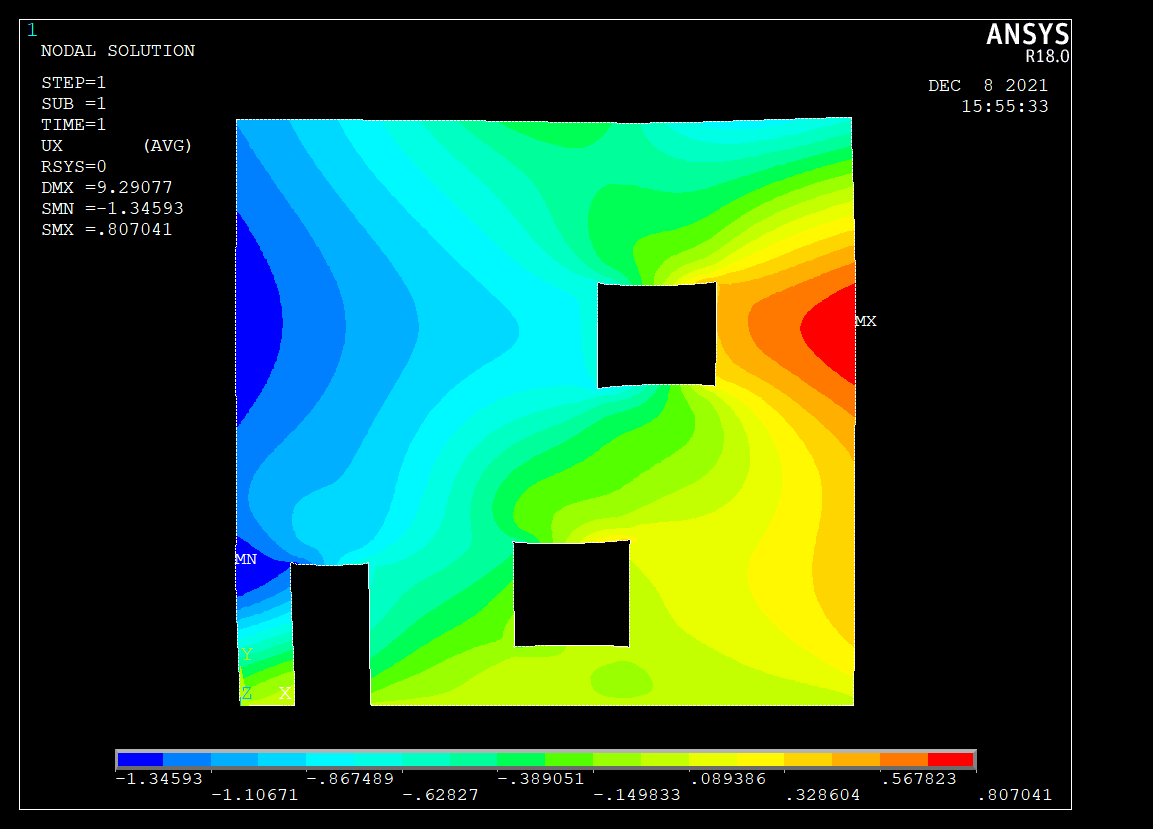 1
ANSYS
R18.0
NODAL SOLUTION
STEP=1
SUB =1
TIME=1
UX (AVG)
RSYS=0
DMX =9.29077
SMN =-1.34593
SMX =.807041
DEC 8 2021
15:55:33
MX
MN
Y
Z X
-1.34593 -.867489 -.389051 .089386 .567823
-1.10671 -.62827 -.149833 .328604 .807041